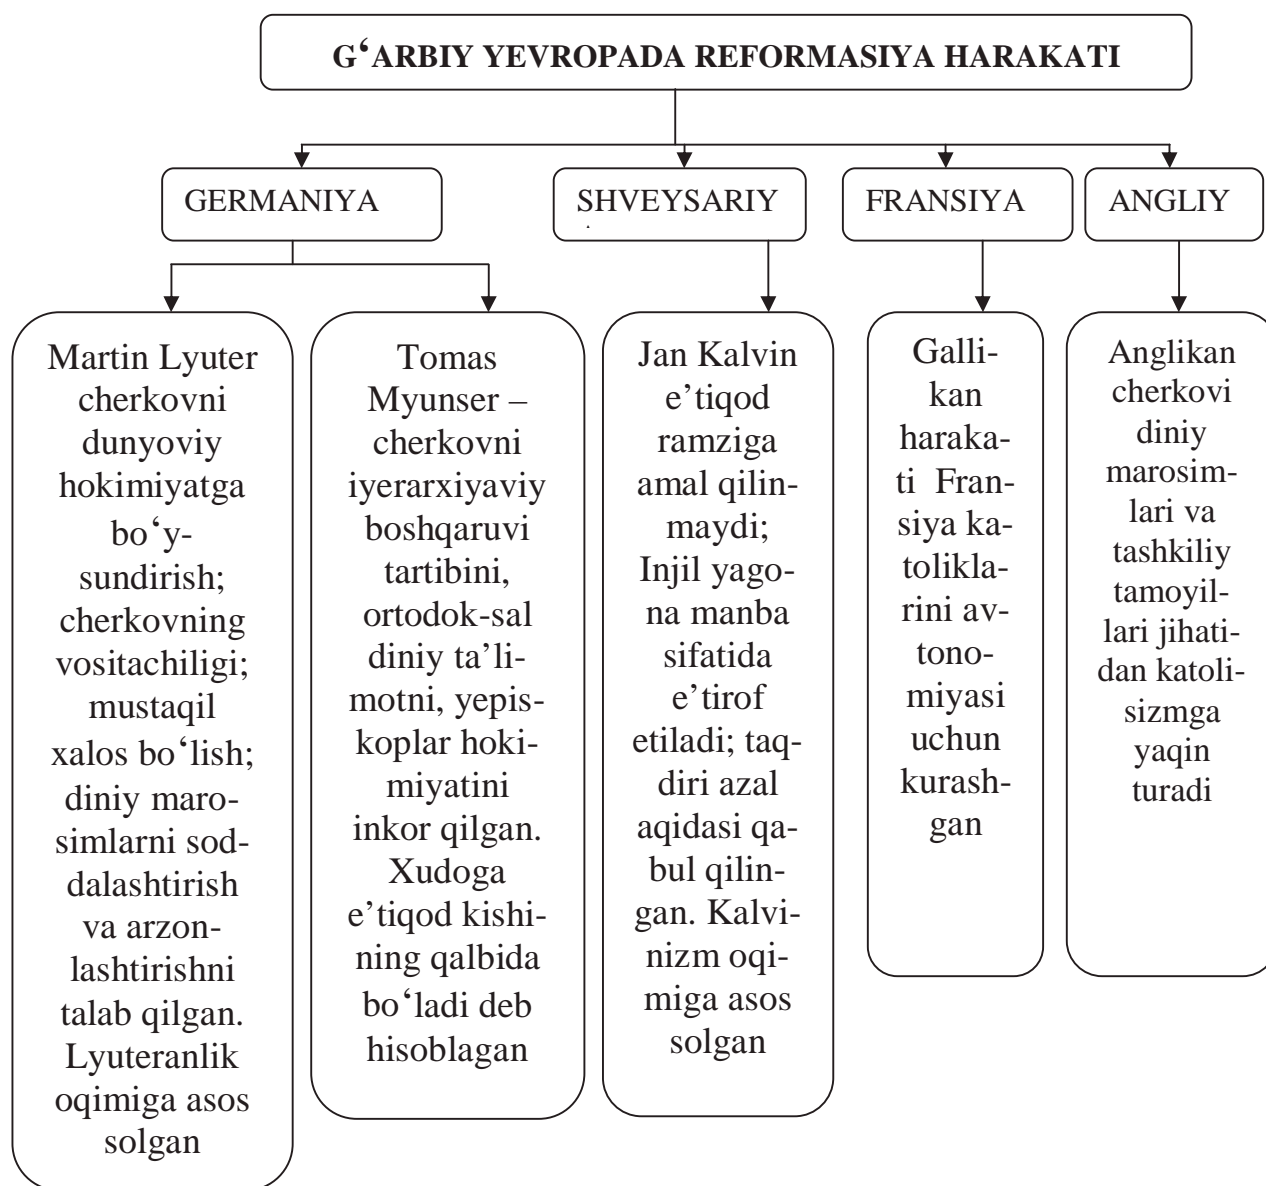 G‘ARBIY YEVROPADA REFORMASIYA HARAKATI
GERMANIYA
SHVEYSARIY
FRANSIYA
ANGLIY
Martin Lyuter
cherkovni
dunyoviy
hokimiyatga
bo‘y-
sundirish;
cherkovning
vositachiligi;
mustaqil
xalos bo‘lish;
diniy maro-
simlarni sod-
dalashtirish
va arzon-
lashtirishni
talab qilgan.
Lyuteranlik
oqimiga asos
solgan
Tomas
Myunser –
cherkovni
iyerarxiyaviy
boshqaruvi
tartibini,
ortodok-sal
diniy ta’li-
motni, yepis-
koplar hoki-
miyatini
inkor qilgan.
Xudoga
e’tiqod kishi-
ning qalbida
bo‘ladi deb
hisoblagan
Jan Kalvin
e’tiqod
ramziga
amal qilin-
maydi;
Injil yago-
na manba
sifatida
e’tirof
etiladi; taq-
diri azal
aqidasi qa-
bul qilin-
gan. Kalvi-
nizm oqi-
miga asos
solgan
Galli-
kan
haraka-
ti Fran-
siya ka-
tolikla-
rini av-
tono-
miyasi
uchun
kurash-
gan
Anglikan
cherkovi
diniy
marosim-
lari va
tashkiliy
tamoyil-
lari jihati-
dan katoli-
sizmga
yaqin
turadi